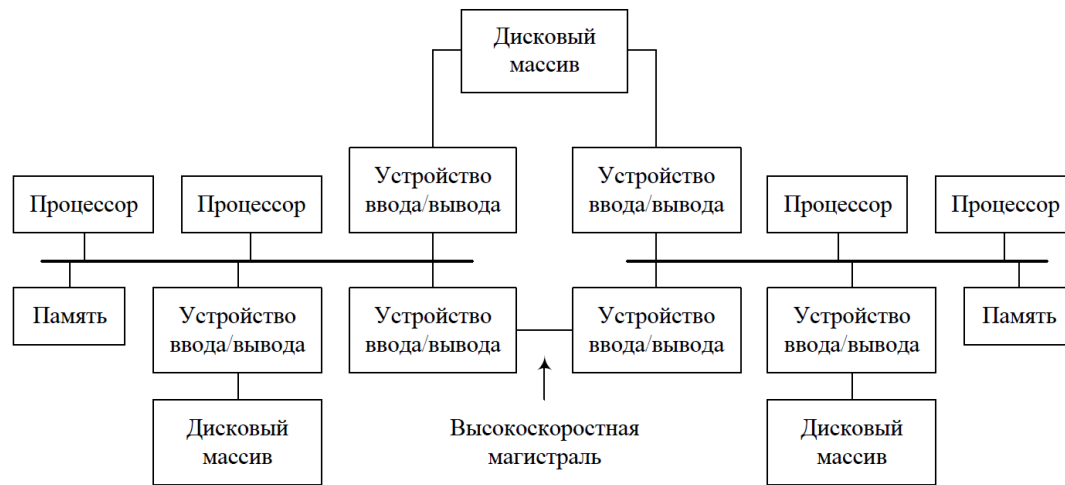 Дисковый
массив
Устройство
ввода/вывода
Устройство
ввода/вывода
Процессор
Процессор
Процессор
Процессор
Память
Устройство
ввода/вывода
Устройство
ввода/вывода
Устройство
ввода/вывода
Устройство
ввода/вывода
Память
Дисковый
массив
Высокоскоростная
магистраль
Дисковый
массив